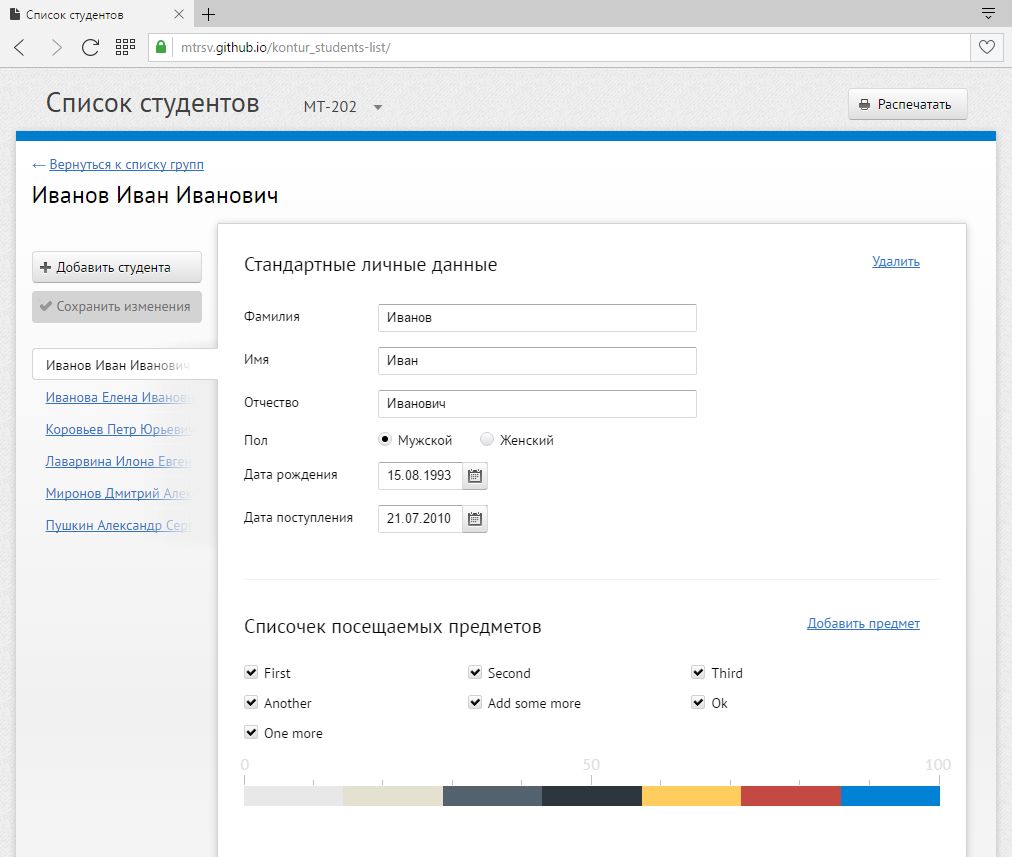 Список студентов
mtrsv.github.io/kontur_students-list/
Список студентов
МТ-202
Распечатать
← Вернуться к списку групп
Иванов Иван Иванович
Добавить студента
Сохранить изменения
Иванов Иван Иванович
Иванова Елена Ивановн
Коровьев Петр Юрьевич
Лаварвина Илона Евген
Миронов Дмитрий Алек
Пушкин Александр Серг
Стандартные личные данные
Удалить
Фамилия
Иванов
Имя
Иван
Отчество
Иванович
Пол
Мужской
Женский
Дата рождения
15.08.1993
Дата поступления
21.07.2010
Списочек посещаемых предметов
Добавить предмет
First
Second
Third
Another
Add some more
Ok
One more
0
50
100